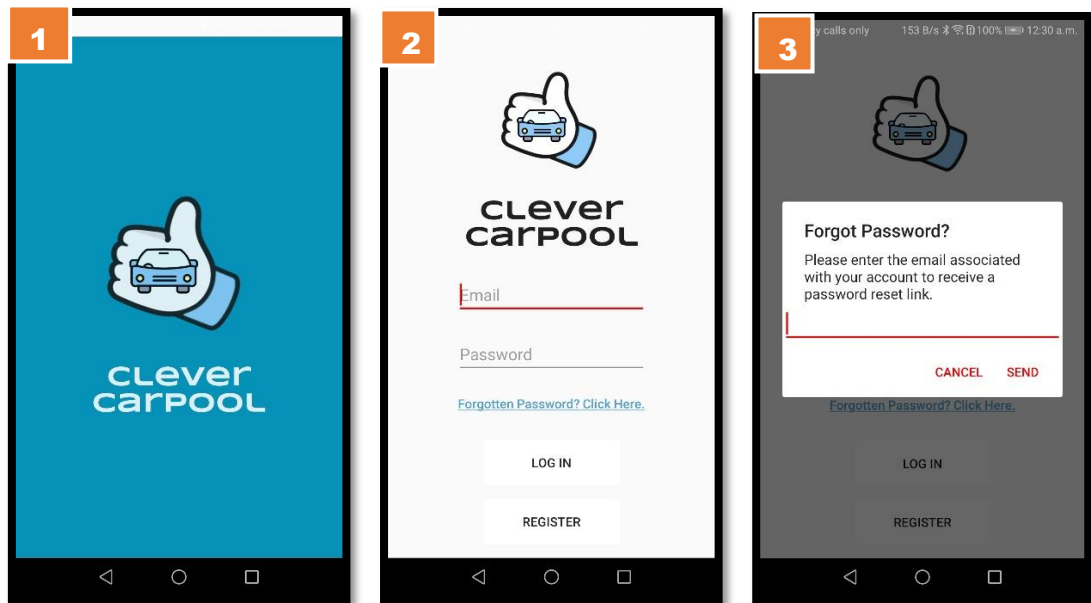 1
CLever
carpooL
2
CLever
carpooL
Email
Password
Forgotten Password? Click Here.
LOG IN
REGISTER
3
calls only 153 B/s 100% 12:30 a.m.
Forgot Password?
Please enter the email associated
with your account to receive a
password reset link.
CANCEL SEND
Forgotten Password? Click Here.
LOG IN
REGISTER